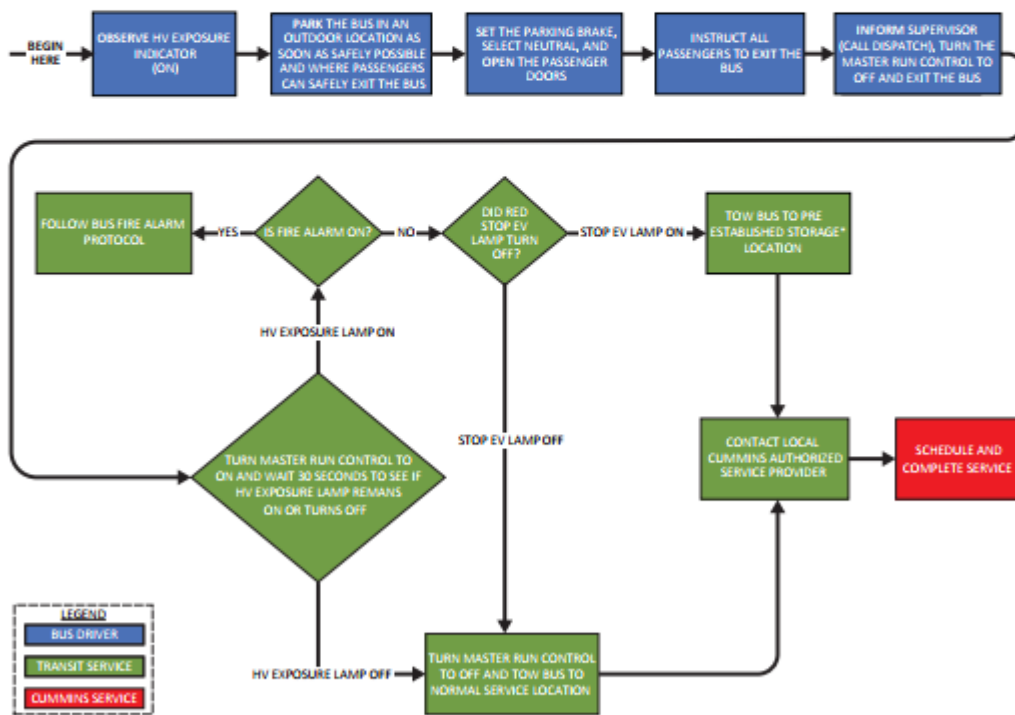 BEGIN
HERE
OBSERVE HV EXPOSURE
INDICATOR
(ON)
PARK THE BUS IN AN
OUTDOOR LOCATION AS
SOON AS SAFELY POSSIBLE
AND WHERE PASSENGERS
CAN SAFELY EXIT THE BUS
SET THE PARKING BRAKE,
SELECT NEUTRAL, AND
OPEN THE PASSENGER
DOORS
INSTRUCT ALL
PASSENGERS TO EXIT THE
BUS
INFORM SUPERVISOR
(CALL DISPATCH), TURN THE
MASTER RUN CONTROL TO
OFF AND EXIT THE BUS
FOLLOW BUS FIRE ALARM
PROTOCOL
YES
IS FIRE ALARM ON?
NO
DID RED
STOP EV
LAMP TURN
OFF?
STOP EV LAMP ON
TOW BUS TO PRE
ESTABLISHED STORAGE*
LOCATION
HV EXPOSURE LAMP ON
STOP EV LAMP OFF
TURN MASTER RUN CONTROL TO
ON AND WAIT 30 SECONDS TO SEE IF
HV EXPOSURE LAMP REMANS
ON OR TURNS OFF
CONTACT LOCAL
CUMMINS AUTHORIZED
SERVICE PROVIDER
SCHEDULE AND
COMPLETE SERVICE
HV EXPOSURE LAMP OFF
TURN MASTER RUN CONTROL
TO OFF AND TOW BUS TO
NORMAL SERVICE LOCATION
LEGEND
BUS DRIVER
TRANSIT SERVICE
CUMMINS SERVICE